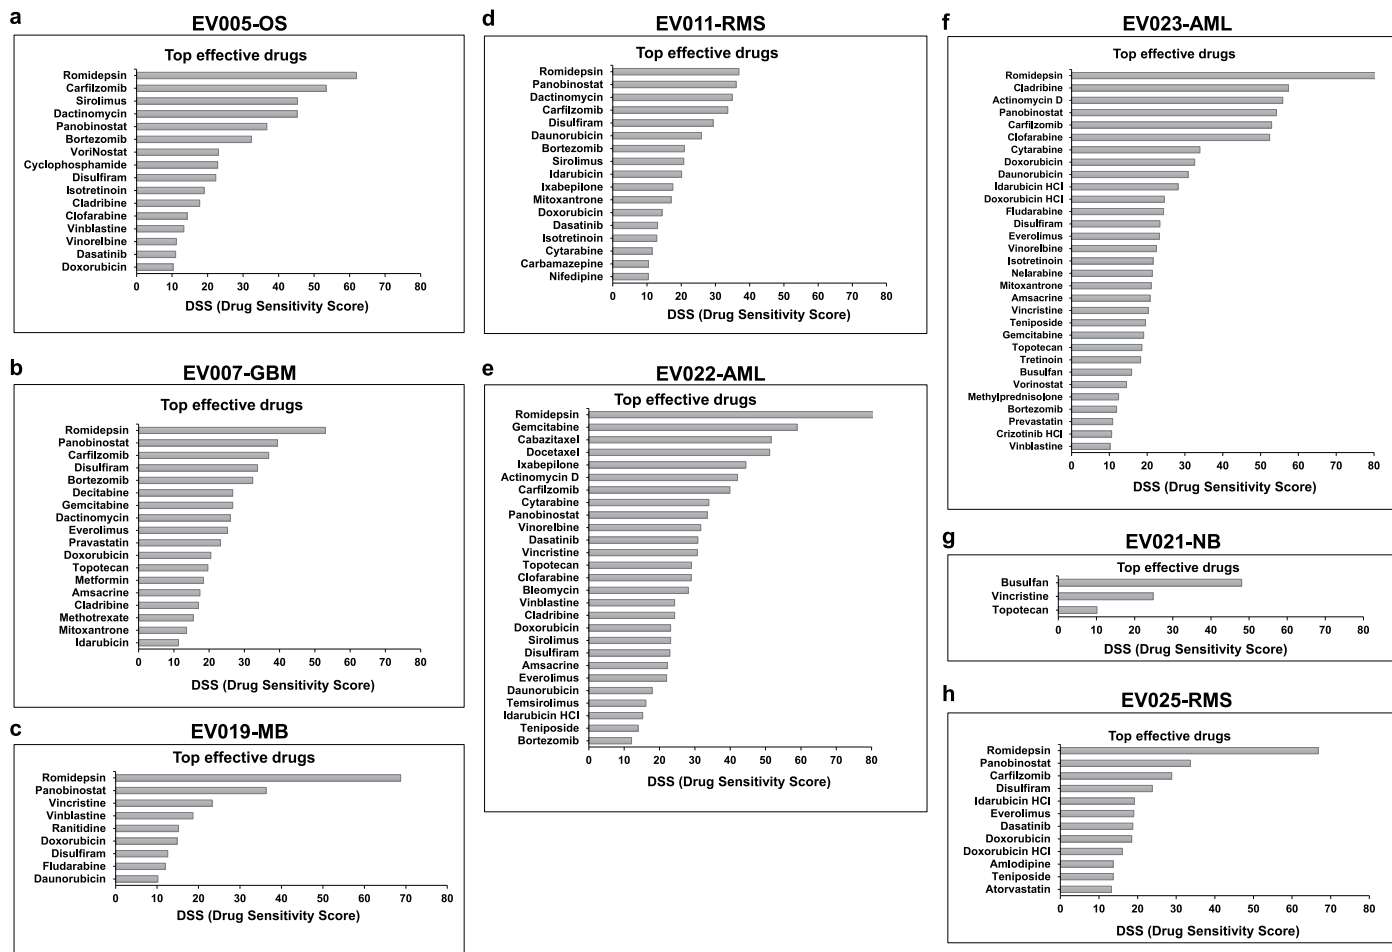 a
EV005-OS
Top effective drugs
Romidepsin
Carfilzomib
Sirolimus
Dactinomycin
Panobinostat
Bortezomib
VoriNostat
Cyclophosphamide
Disulfiram
Isotretinoin
Cladribine
Clofarabine
Vinblastine
Vinorelbine
Dasatinib
Doxorubicin
0 10 20 30 40 50 60 70 80
DSS (Drug Sensitivity Score)
b
EV007-GBM
Top effective drugs
Romidepsin
Panobinostat
Carfilzomib
Disulfiram
Bortezomib
Decitabine
Gemcitabine
Dactinomycin
Everolimus
Pravastatin
Doxorubicin
Topotecan
Metformin
Amsacrine
Cladribine
Methotrexate
Mitoxantrone
Idarubicin
0 10 20 30 40 50 60 70 80
DSS (Drug Sensitivity Score)
c
EV019-MB
Top effective drugs
Romidepsin
Panobinostat
Vincristine
Vinblastine
Ranitidine
Doxorubicin
Disulfiram
Fludarabine
Daunorubicin
0 10 20 30 40 50 60 70 80
DSS (Drug Sensitivity Score)
d
EV011-RMS
Top effective drugs
Romidepsin
Panobinostat
Dactinomycin
Carfilzomib
Disulfiram
Daunorubicin
Bortezomib
Sirolimus
Idarubicin
Ixabepilone
Mitoxantrone
Doxorubicin
Dasatinib
Isotretinoin
Cytarabine
Carbamazepine
Nifedipine
0 10 20 30 40 50 60 70 80
DSS (Drug Sensitivity Score)
e
EV022-AML
Top effective drugs
Romidepsin
Gemcitabine
Cabazitaxel
Docetaxel
Ixabepilone
Actinomycin D
Carfilzomib
Cytarabine
Panobinostat
Vinorelbine
Dasatinib
Vincristine
Topotecan
Clofarabine
Bleomycin
Vinblastine
Cladribine
Doxorubicin
Sirolimus
Disulfiram
Amsacrine
Everolimus
Daunorubicin
Temsirolimus
Idarubicin HCl
Teniposide
Bortezomib
0 10 20 30 40 50 60 70 80
DSS (Drug Sensitivity Score)
f
EV023-AML
Top effective drugs
Romidepsin
Cladribine
Actinomycin D
Panobinostat
Carfilzomib
Clofarabine
Cytarabine
Doxorubicin
Daunorubicin
Idarubicin HCl
Doxorubicin HCl
Fludarabine
Disulfiram
Everolimus
Vinorelbine
Isotretinoin
Nelarabine
Mitoxantrone
Amsacrine
Vincristine
Teniposide
Gemcitabine
Topotecan
Tretinoin
Busulfan
Vorinostat
Methylprednisolone
Bortezomib
Prevastatin
Crizotinib HCl
Vinblastine
0 10 20 30 40 50 60 70 80
DSS (Drug Sensitivity Score)
g
EV021-NB
Top effective drugs
Busulfan
Vincristine
Topotecan
0 10 20 30 40 50 60 70 80
DSS (Drug Sensitivity Score)
h
EV025-RMS
Top effective drugs
Romidepsin
Panobinostat
Carfilzomib
Disulfiram
Idarubicin HCl
Everolimus
Dasatinib
Doxorubicin
Doxorubicin HCl
Amlodipine
Teniposide
Atorvastatin
0 10 20 30 40 50 60 70 80
DSS (Drug Sensitivity Score)